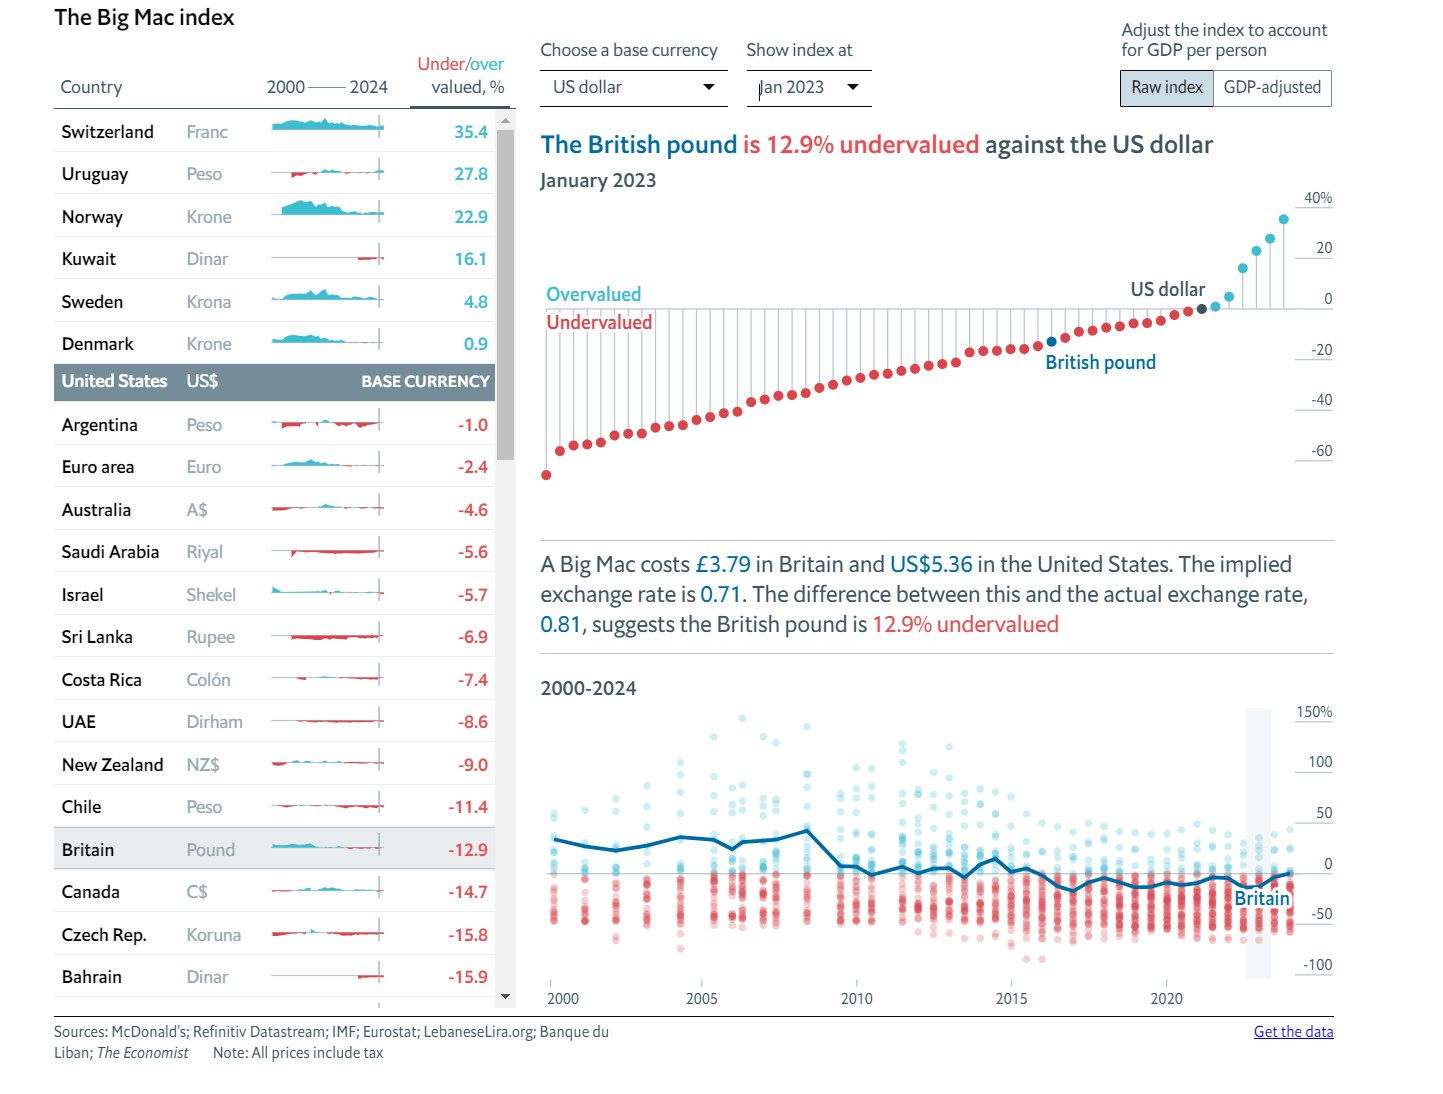 The Big Mac index
Country 2000 2024 Under/over valued, %
Switzerland Franc 35.4
Uruguay Peso 27.8
Norway Krone 22.9
Kuwait Dinar 16.1
Sweden Krona 4.8
Denmark Krone 0.9
United States US$ BASE CURRENCY
Argentina Peso -1.0
Euro area Euro -2.4
Australia A$ -4.6
Saudi Arabia Riyal -5.6
Israel Shekel -5.7
Sri Lanka Rupee -6.9
Costa Rica Colón -7.4
UAE Dirham -8.6
New Zealand NZ$ -9.0
Chile Peso -11.4
Britain Pound -12.9
Canada C$ -14.7
Czech Rep. Koruna -15.8
Bahrain Dinar -15.9
Choose a base currency
US dollar
Show index at
Jan 2023
Adjust the index to account
for GDP per person
Raw index GDP-adjusted
The British pound is 12.9% undervalued against the US dollar
January 2023
40%
20
0
-20
-40
-60
Overvalued
Undervalued
US dollar
British pound
A Big Mac costs £3.79 in Britain and US$5.36 in the United States. The implied
exchange rate is 0.71. The difference between this and the actual exchange rate,
0.81, suggests the British pound is 12.9% undervalued
2000-2024
150%
100
50
0
-50
-100
Britain
2000 2005 2010 2015 2020
Sources: McDonald's; Refinitiv Datastream; IMF; Eurostat; LebaneseLira.org; Banque du
Liban; The Economist Note: All prices include tax
Get the data